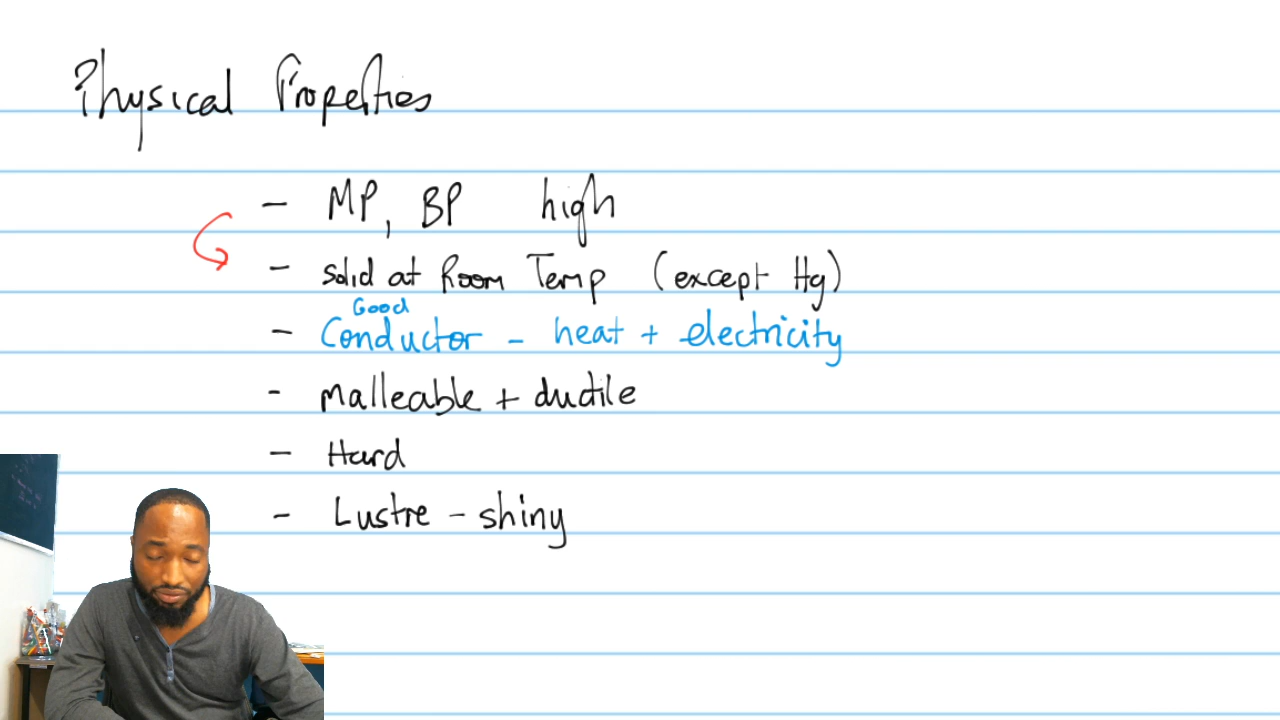 Physical Properties
- MP, BP high
- solid at Room Temp (except Hg)
Good
- Conductor - heat + electricity
- malleable + ductile
- Hard
- Lustre - shiny